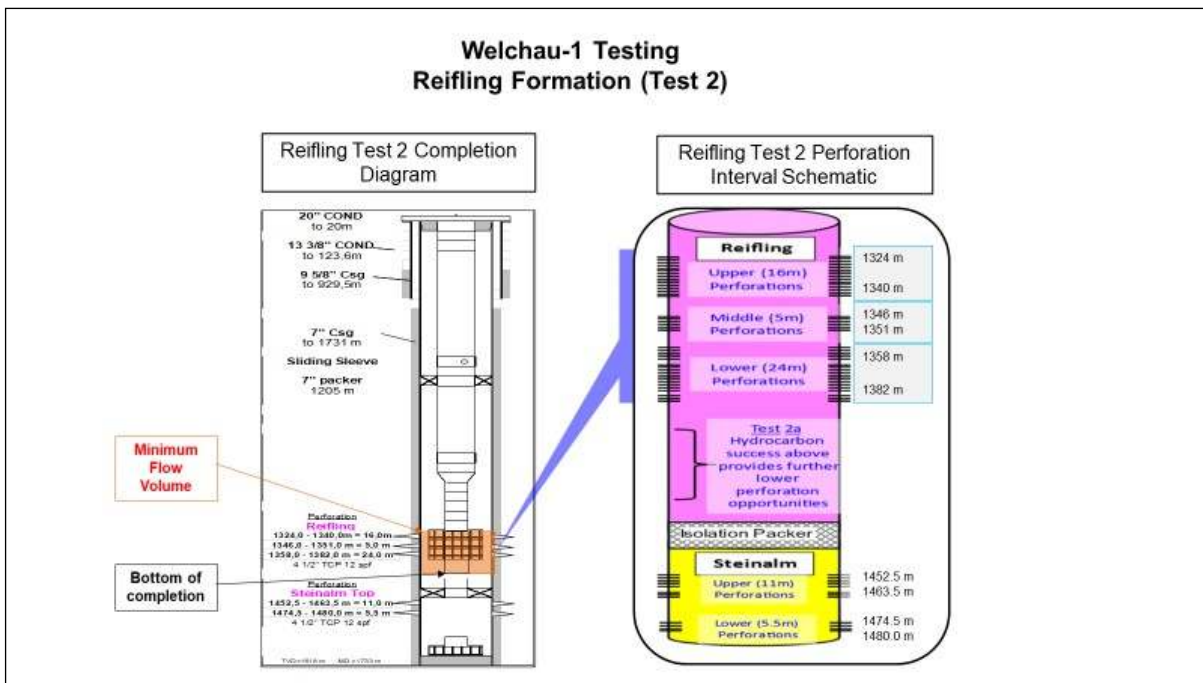 Welchau-1 Testing
Reifling Formation (Test 2)
Reifling Test 2 Completion
Diagram
20" COND
to 20m
13 3/8" COND
to 123,6m
9 5/8" Csg
to 929,5m
7" Csg
to 1731 m
Sliding Sleeve
7" packer
1205 m
Minimum
Flow
Volume
Perforation
Reifling
1324,0 - 1340,0m = 16,0m
1346,0 - 1351,0 m = 5,0 m
1358,0 - 1382,0 m = 24,0 m
4 1/2" TCP 12 spf
Bottom of
completion
Perforation
Steinalm Top
1452,5 - 1463,5 m = 11,0 m
1474,5 - 1480,0 m = 5,5 m
4 1/2" TCP 12 spf
Reifling Test 2 Perforation
Interval Schematic
Reifling
Upper (16m)
Perforations
1324 m
1340 m
Middle (5m)
Perforations
1346 m
1351 m
Lower (24m)
Perforations
1358 m
1382 m
Test 2a
Hydrocarbon
success above
provides further
lower
perforation
opportunities
Isolation Packer
Steinalm
Upper (11m)
Perforations
1452.5 m
1463.5 m
Lower (5.5m)
Perforations
1474.5 m
1480.0 m